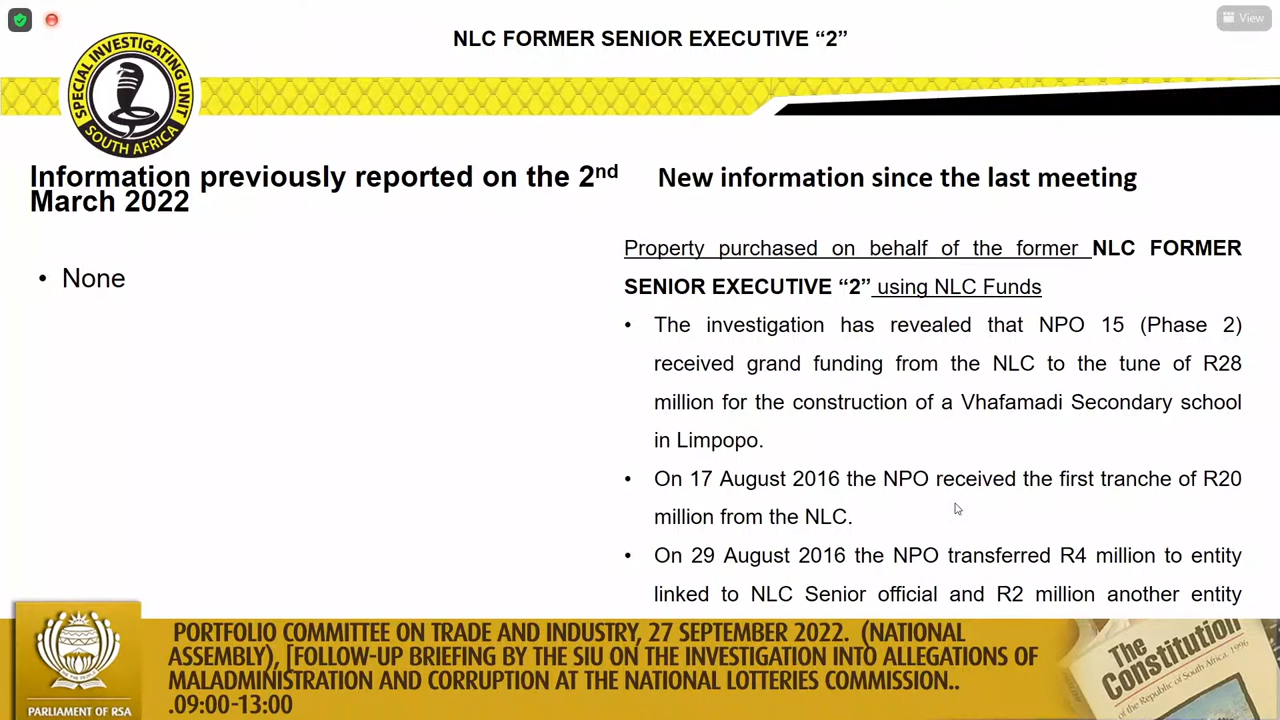 View
NLC FORMER SENIOR EXECUTIVE “2”
SPECIAL INVESTIGATING UNIT
SOUTH AFRICA
Information previously reported on the 2nd
March 2022
• None
New information since the last meeting
Property purchased on behalf of the former NLC FORMER
SENIOR EXECUTIVE “2” using NLC Funds
• The investigation has revealed that NPO 15 (Phase 2)
received grand funding from the NLC to the tune of R28
million for the construction of a Vhafamadi Secondary school
in Limpopo.
• On 17 August 2016 the NPO received the first tranche of R20
million from the NLC.
• On 29 August 2016 the NPO transferred R4 million to entity
linked to NLC Senior official and R2 million another entity
PARLIAMENT OF RSA
PORTFOLIO COMMITTEE ON TRADE AND INDUSTRY, 27 SEPTEMBER 2022. (NATIONAL
ASSEMBLY), [FOLLOW-UP BRIEFING BY THE SIU ON THE INVESTIGATION INTO ALLEGATIONS OF
MALADMINISTRATION AND CORRUPTION AT THE NATIONAL LOTTERIES COMMISSION..
.09:00-13:00
The
Constitution
of the Republic of South Africa, 1996